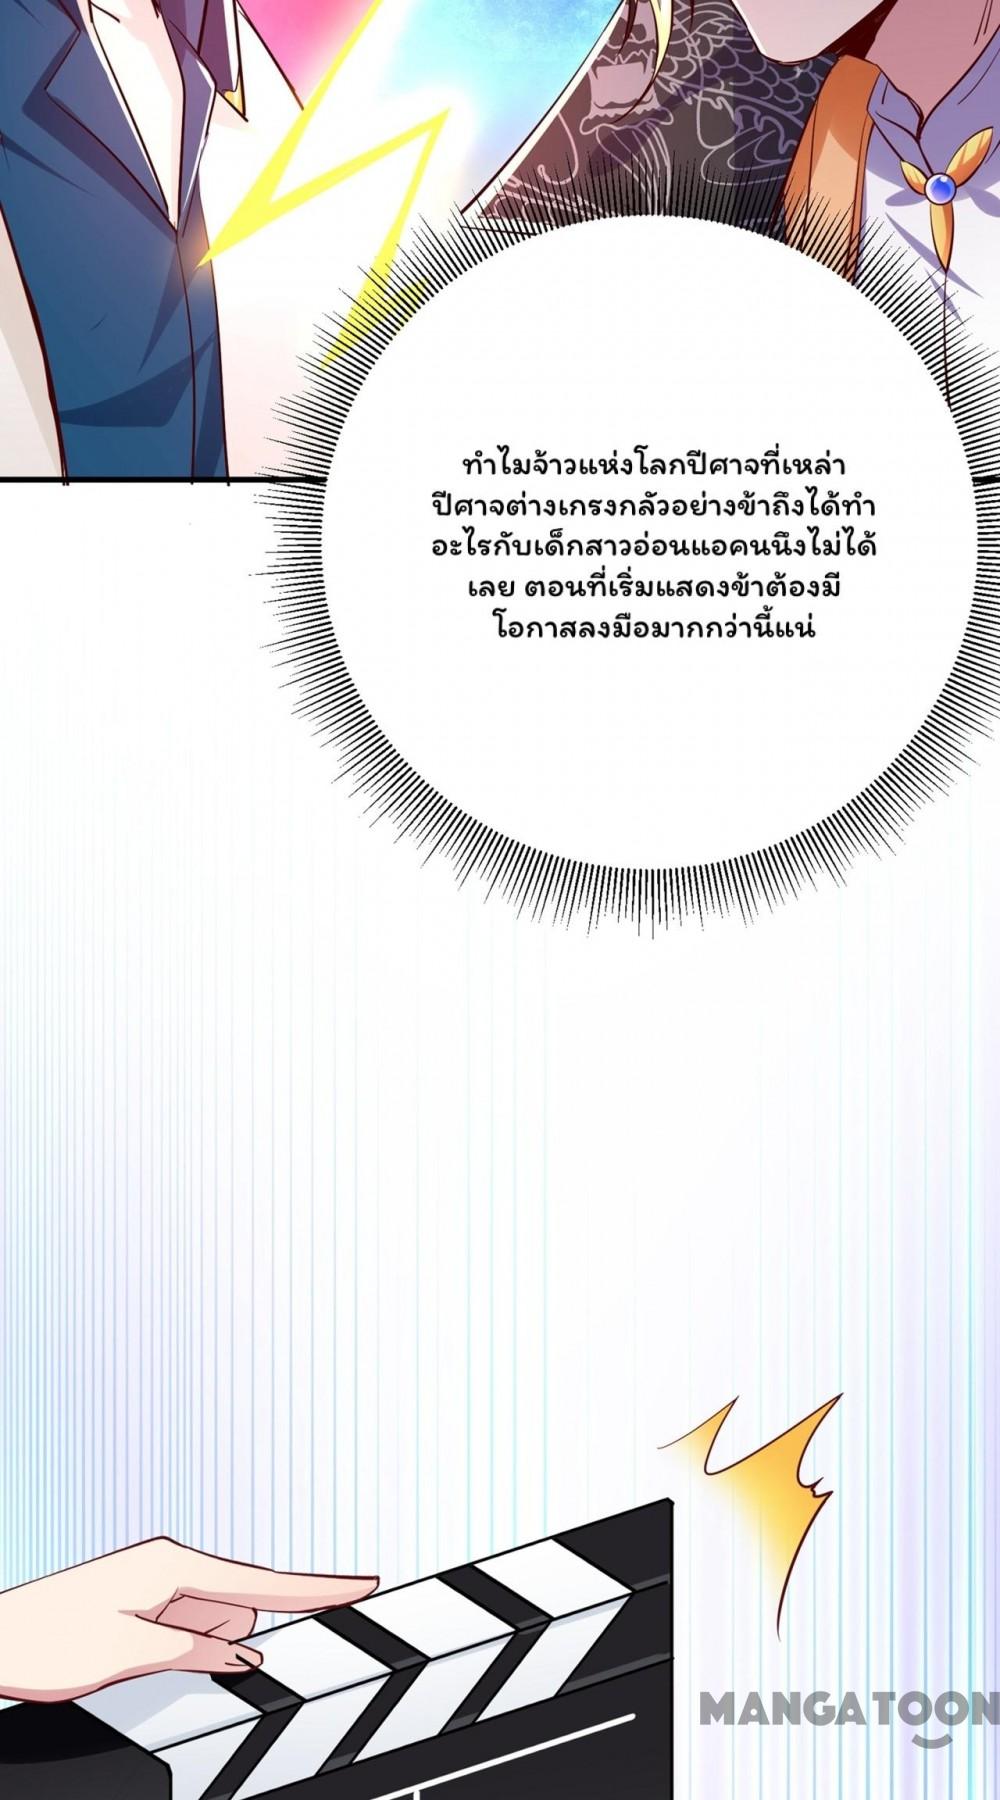 ทำไมจ้าวแห่งโลกปีศาจที่เหล่า
ปีศาจต่างเกรงกลัวอย่างข้าถึงได้ทำ
อะไรกับเด็กสาวอ่อนแอคนนึงไม่ได้
เลย ตอนที่เริ่มแสดงข้าต้องมี
โอกาสลงมือมากกว่านี้แน่
MANGATOON